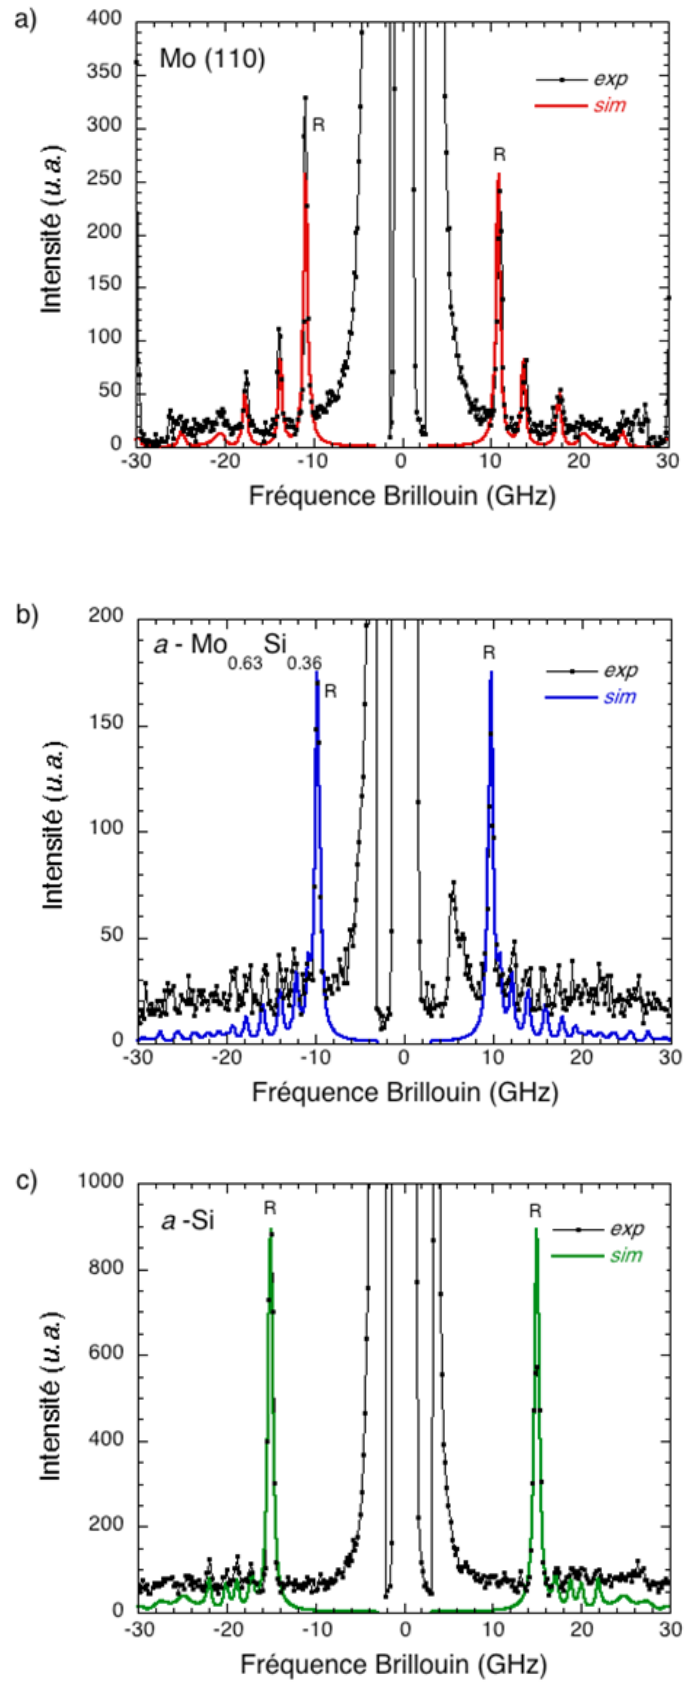 a)
Mo (110)
exp
sim
R
R
Intensité (u.a.)
400
350
300
250
200
150
100
50
0
-30
-20
-10
0
10
20
30
Fréquence Brillouin (GHz)
b)
a - Mo0.63Si0.36
exp
sim
R
R
Intensité (u.a.)
200
150
100
50
0
-30
-20
-10
0
10
20
30
Fréquence Brillouin (GHz)
c)
a -Si
exp
sim
R
R
Intensité (u.a.)
1000
800
600
400
200
0
-30
-20
-10
0
10
20
30
Fréquence Brillouin (GHz)